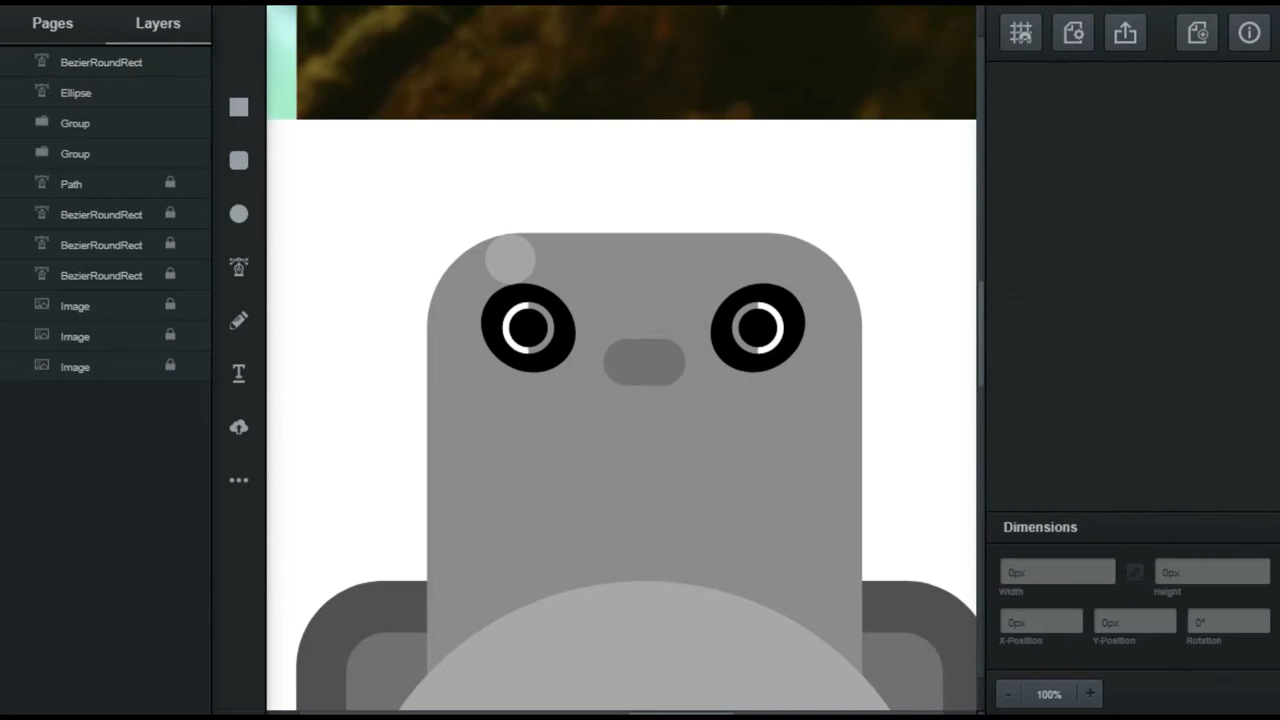 Pages Layers
BezierRoundRect
Ellipse
Group
Group
Path
BezierRoundRect
BezierRoundRect
BezierRoundRect
Image
Image
Image
T
Dimensions
0px 0px
Width Height
0px 0px 0°
X-Position Y-Position Rotation
- 100% +